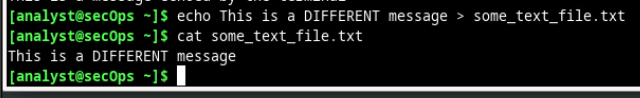 [analyst@secOps ~]$ echo This is a DIFFERENT message > some_text_file.txt
[analyst@secOps ~]$ cat some_text_file.txt
This is a DIFFERENT message
[analyst@secOps ~]$